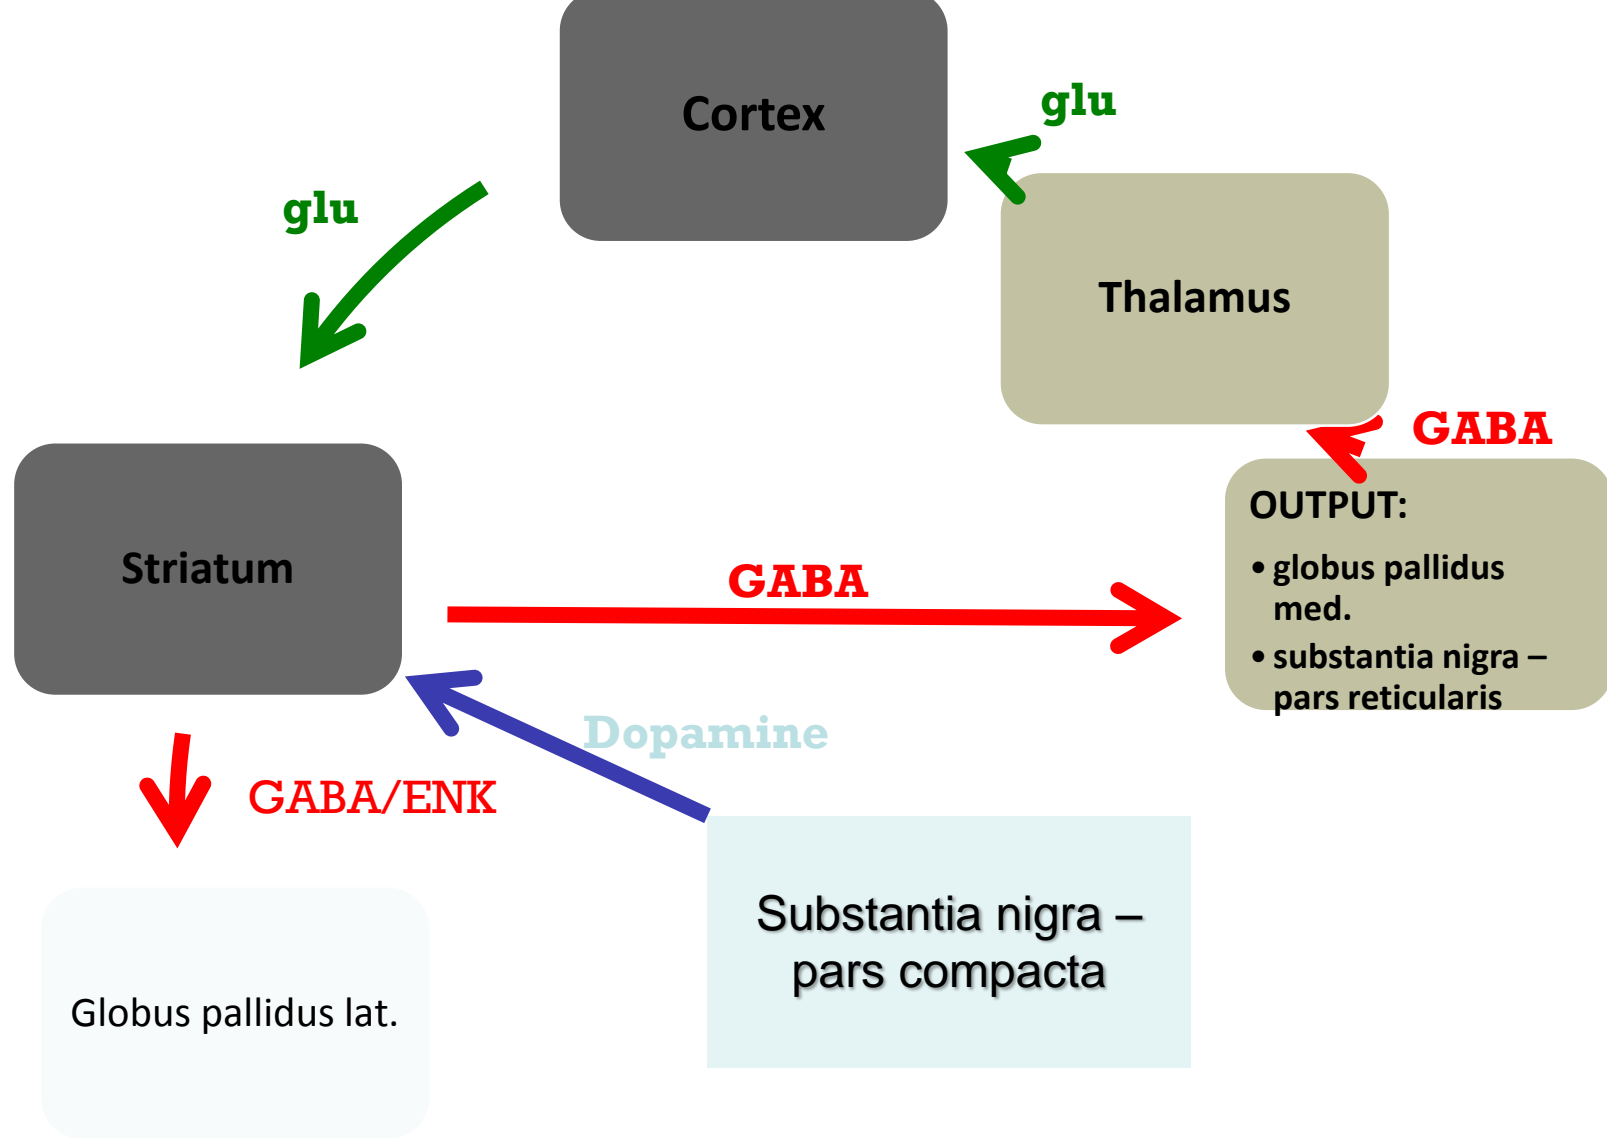 Cortex
glu
glu
Thalamus
GABA
OUTPUT:
• globus pallidus
med.
• substantia nigra –
pars reticularis
Striatum
GABA
Dopamine
GABA/ENK
Substantia nigra –
pars compacta
Globus pallidus lat.